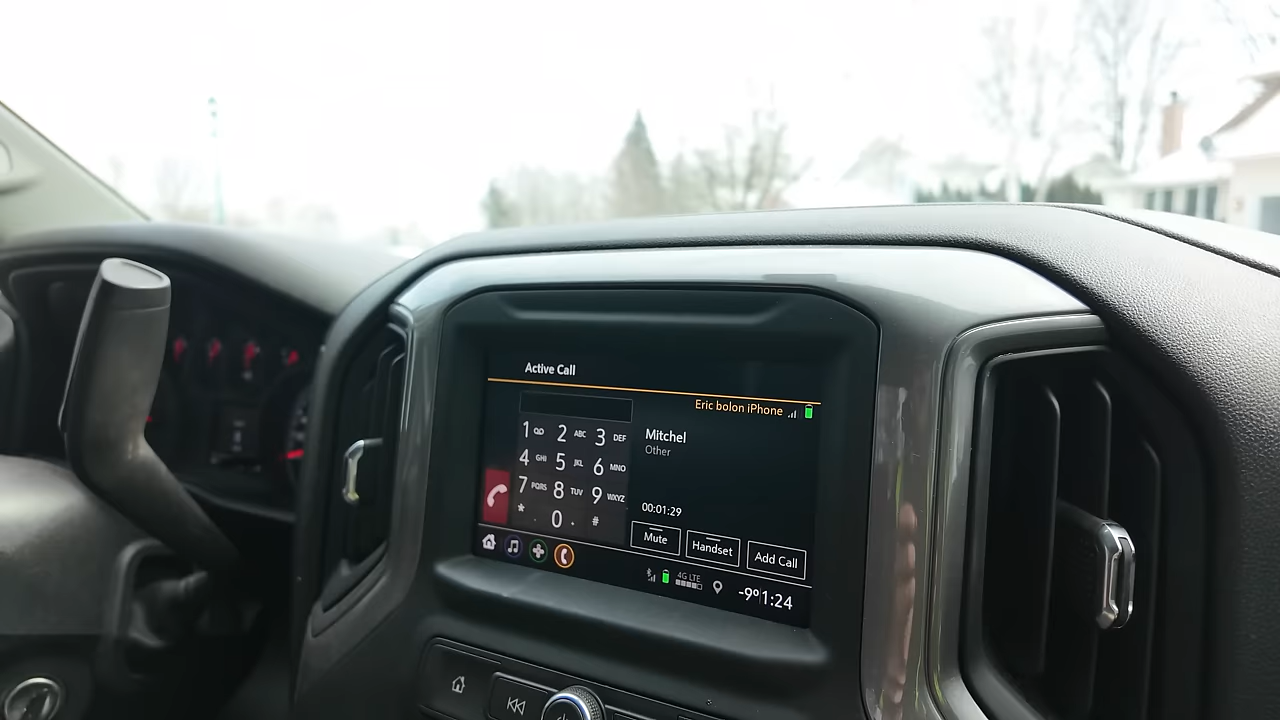 Active Call
Eric bolon iPhone
1 2 ABC 3 DEF
4 GHI 5 JKL 6 MNO
7 PQRS 8 TUV 9 WXYZ
* 0 #
Mitchel
Other
00:01:29
Mute
Handset
Add Call
4G LTE
-9° 1:24